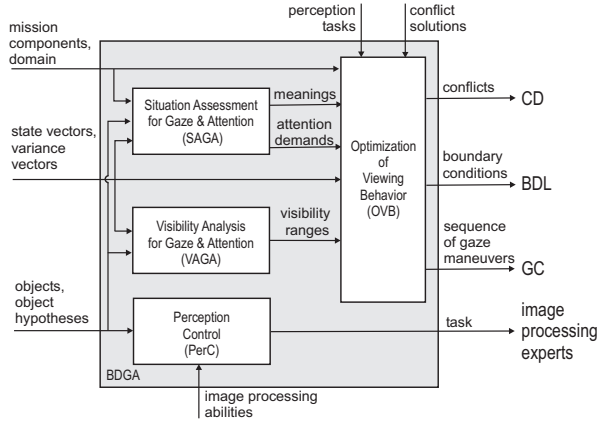 perception
tasks
conflict
solutions
mission
components,
domain
Situation Assessment
for Gaze & Attention
(SAGA)
meanings
attention
demands
Optimization
of
Viewing
Behavior
(OVB)
conflicts
CD
state vectors,
variance
vectors
boundary
conditions
BDL
Visibility Analysis
for Gaze & Attention
(VAGA)
visibility
ranges
sequence
of gaze
maneuvers
GC
objects,
object
hypotheses
Perception
Control
(PerC)
task
image
processing
experts
BDGA
image processing
abilities